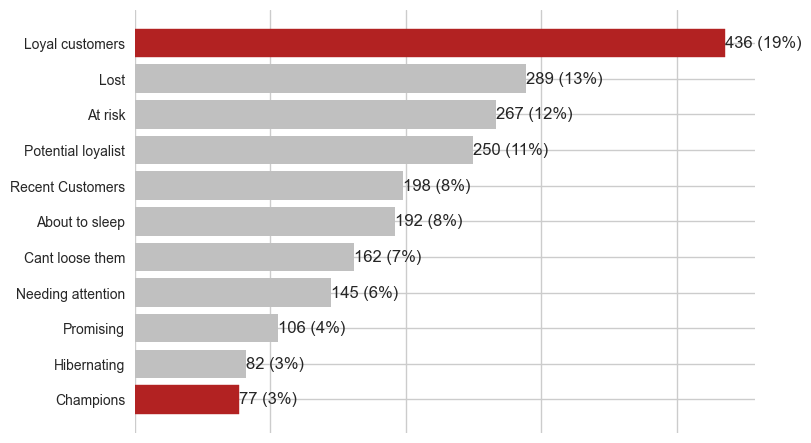 Loyal customers 436 (19%)
Lost 289 (13%)
At risk 267 (12%)
Potential loyalist 250 (11%)
Recent Customers 198 (8%)
About to sleep 192 (8%)
Cant loose them 162 (7%)
Needing attention 145 (6%)
Promising 106 (4%)
Hibernating 82 (3%)
Champions 77 (3%)